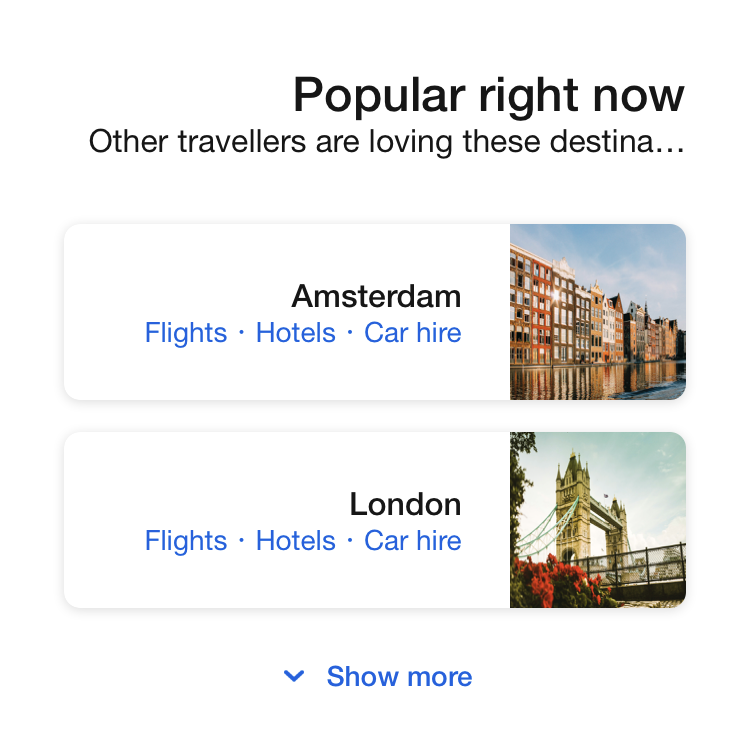 Popular right now
Other travellers are loving these destina…
Amsterdam
Flights · Hotels · Car hire
London
Flights · Hotels · Car hire
Show more